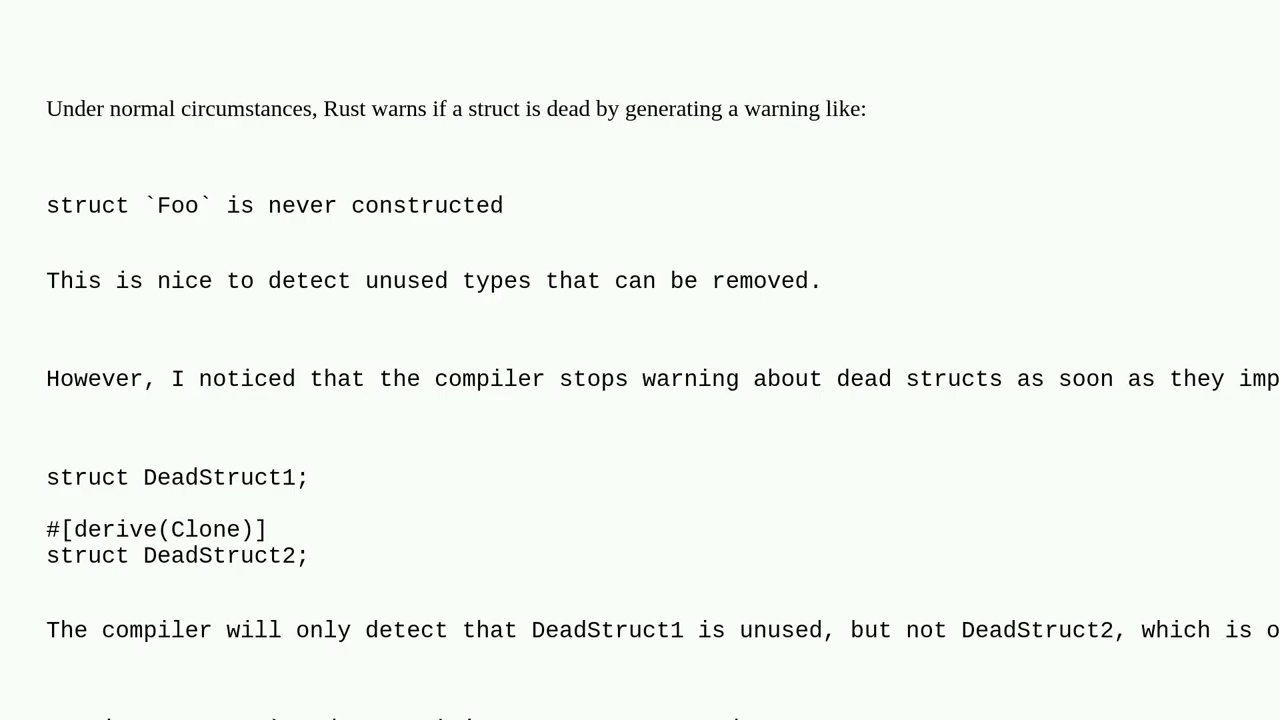 Under normal circumstances, Rust warns if a struct is dead by generating a warning like:
struct `Foo` is never constructed
This is nice to detect unused types that can be removed.
However, I noticed that the compiler stops warning about dead structs as soon as they imp
struct DeadStruct1;
#[derive(Clone)]
struct DeadStruct2;
The compiler will only detect that DeadStruct1 is unused, but not DeadStruct2, which is o